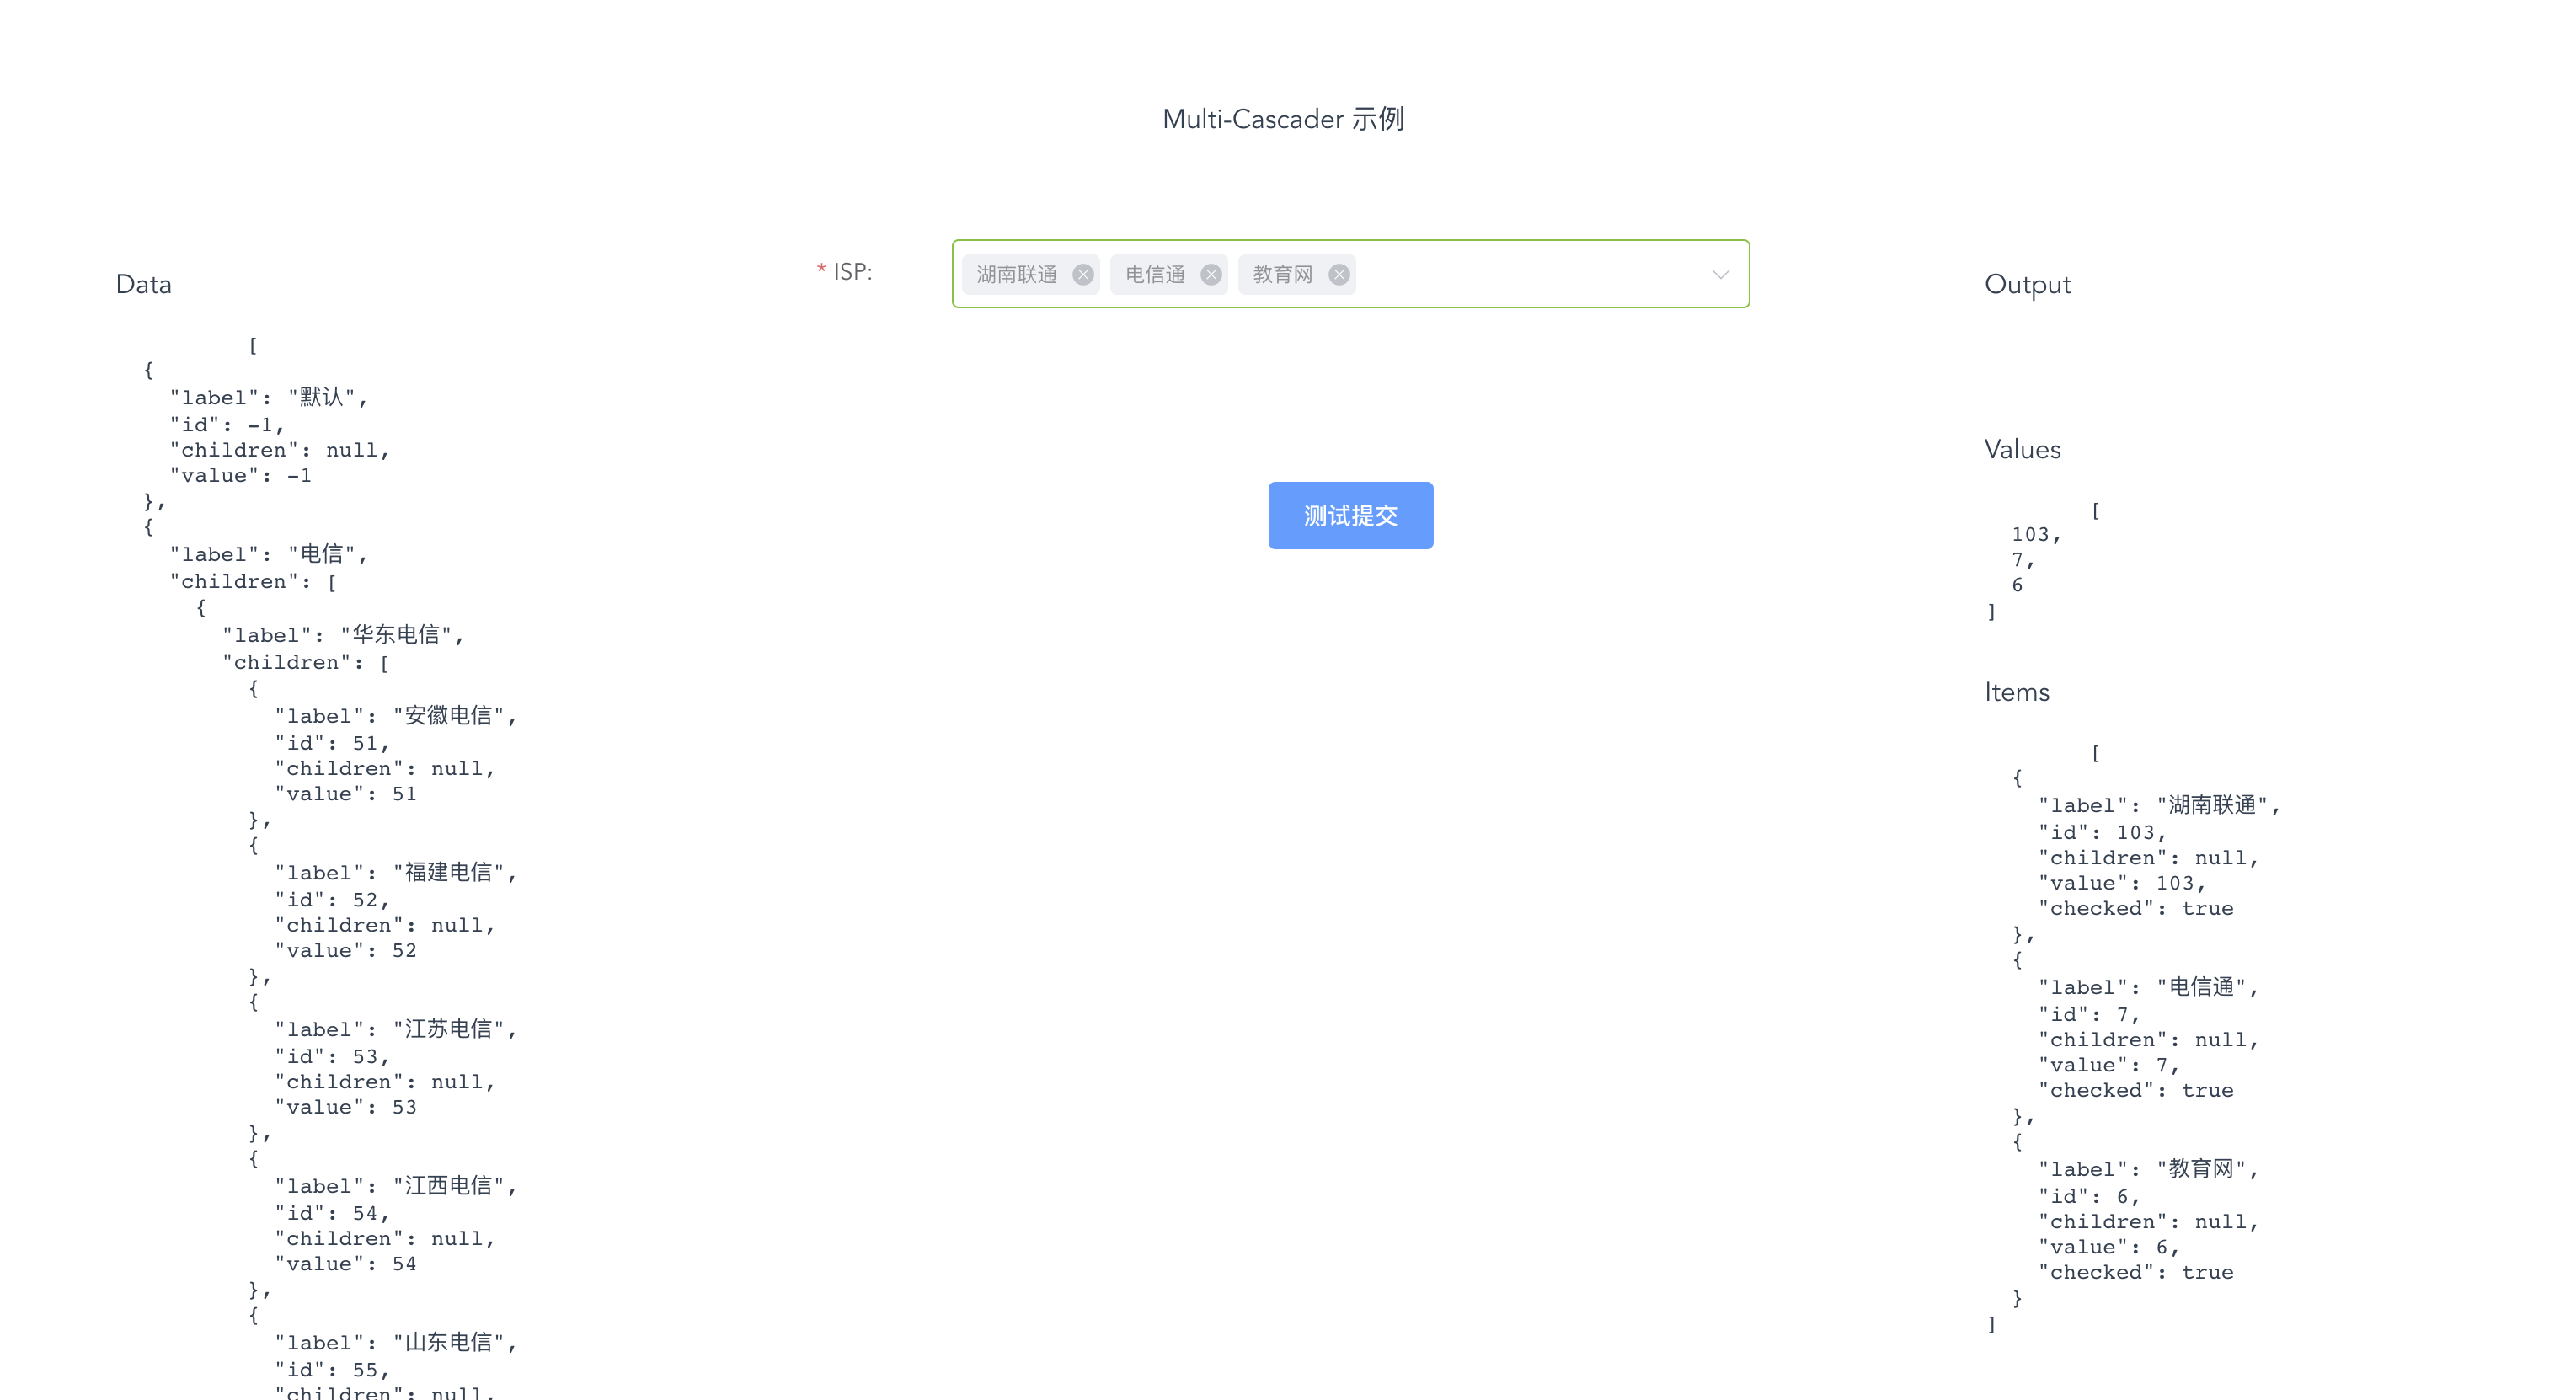 Multi-Cascader 示例
Data
[
{
"label": "默认",
"id": -1,
"children": null,
"value": -1
},
{
"label": "电信",
"children": [
{
"label": "华东电信",
"children": [
{
"label": "安徽电信",
"id": 51,
"children": null,
"value": 51
},
{
"label": "福建电信",
"id": 52,
"children": null,
"value": 52
},
{
"label": "江苏电信",
"id": 53,
"children": null,
"value": 53
},
{
"label": "江西电信",
"id": 54,
"children": null,
"value": 54
},
{
"label": "山东电信",
"id": 55,
"children": null,
* ISP:
湖南联通 电信通 教育网
测试提交
Output
Values
[
103,
7,
6
]
Items
[
{
"label": "湖南联通",
"id": 103,
"children": null,
"value": 103,
"checked": true
},
{
"label": "电信通",
"id": 7,
"children": null,
"value": 7,
"checked": true
},
{
"label": "教育网",
"id": 6,
"children": null,
"value": 6,
"checked": true
}
]